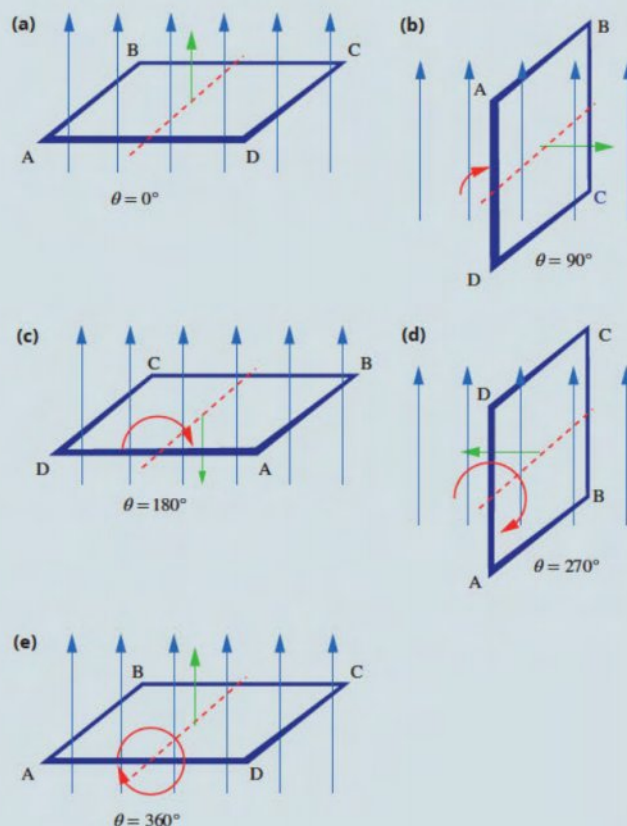 (a)
B
C
A
D
θ = 0°
(b)
B
A
C
D
θ = 90°
(c)
C
B
D
A
θ = 180°
(d)
C
D
B
A
θ = 270°
(e)
B
C
A
D
θ = 360°